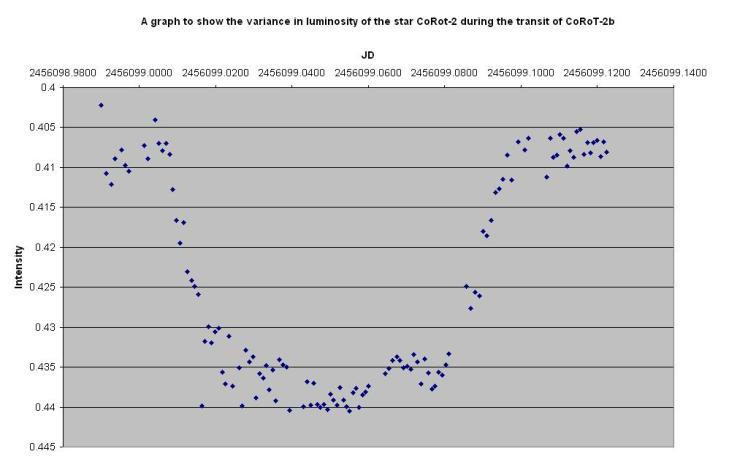 A graph to show the variance in luminosity of the star CoRot-2 during the transit of CoRoT-2b
JD
2456098.9800 2456099.0000 2456099.0200 2456099.0400 2456099.0600 2456099.0800 2456099.1000 2456099.1200 2456099.1400
0.4
0.405
0.41
0.415
0.42
Intensity
0.425
0.43
0.435
0.44
0.445